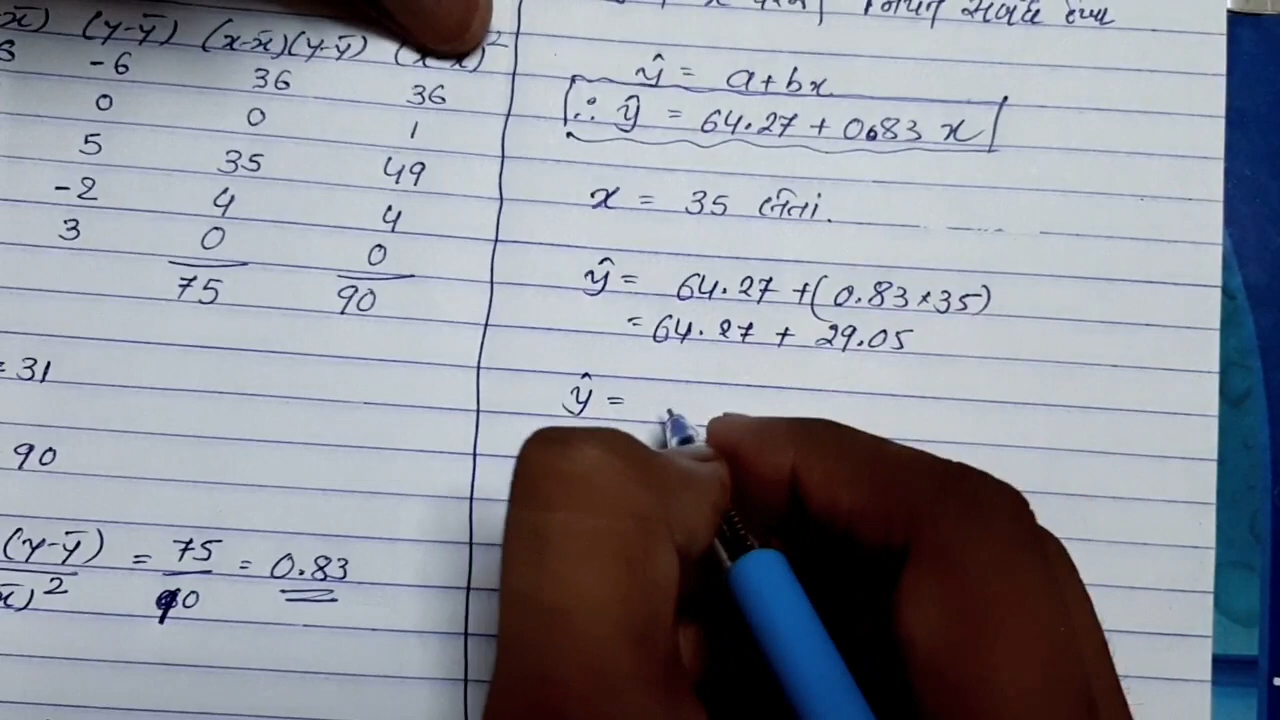 x̄) (y-ȳ) (x-x̄)(y-ȳ) (x-x̄)²
-6 36 36
0 0 1
5 35 49
-2 4 4
3 0 0
75 90
= 31
90
(y-ȳ) = 75 = 0.83
x̄)² 90
નિયત
ŷ = a+bx
∴ ŷ = 64.27 + 0.83 x
x = 35 લેતાં.
ŷ = 64.27 + (0.83×35)
= 64.27 + 29.05
ŷ =